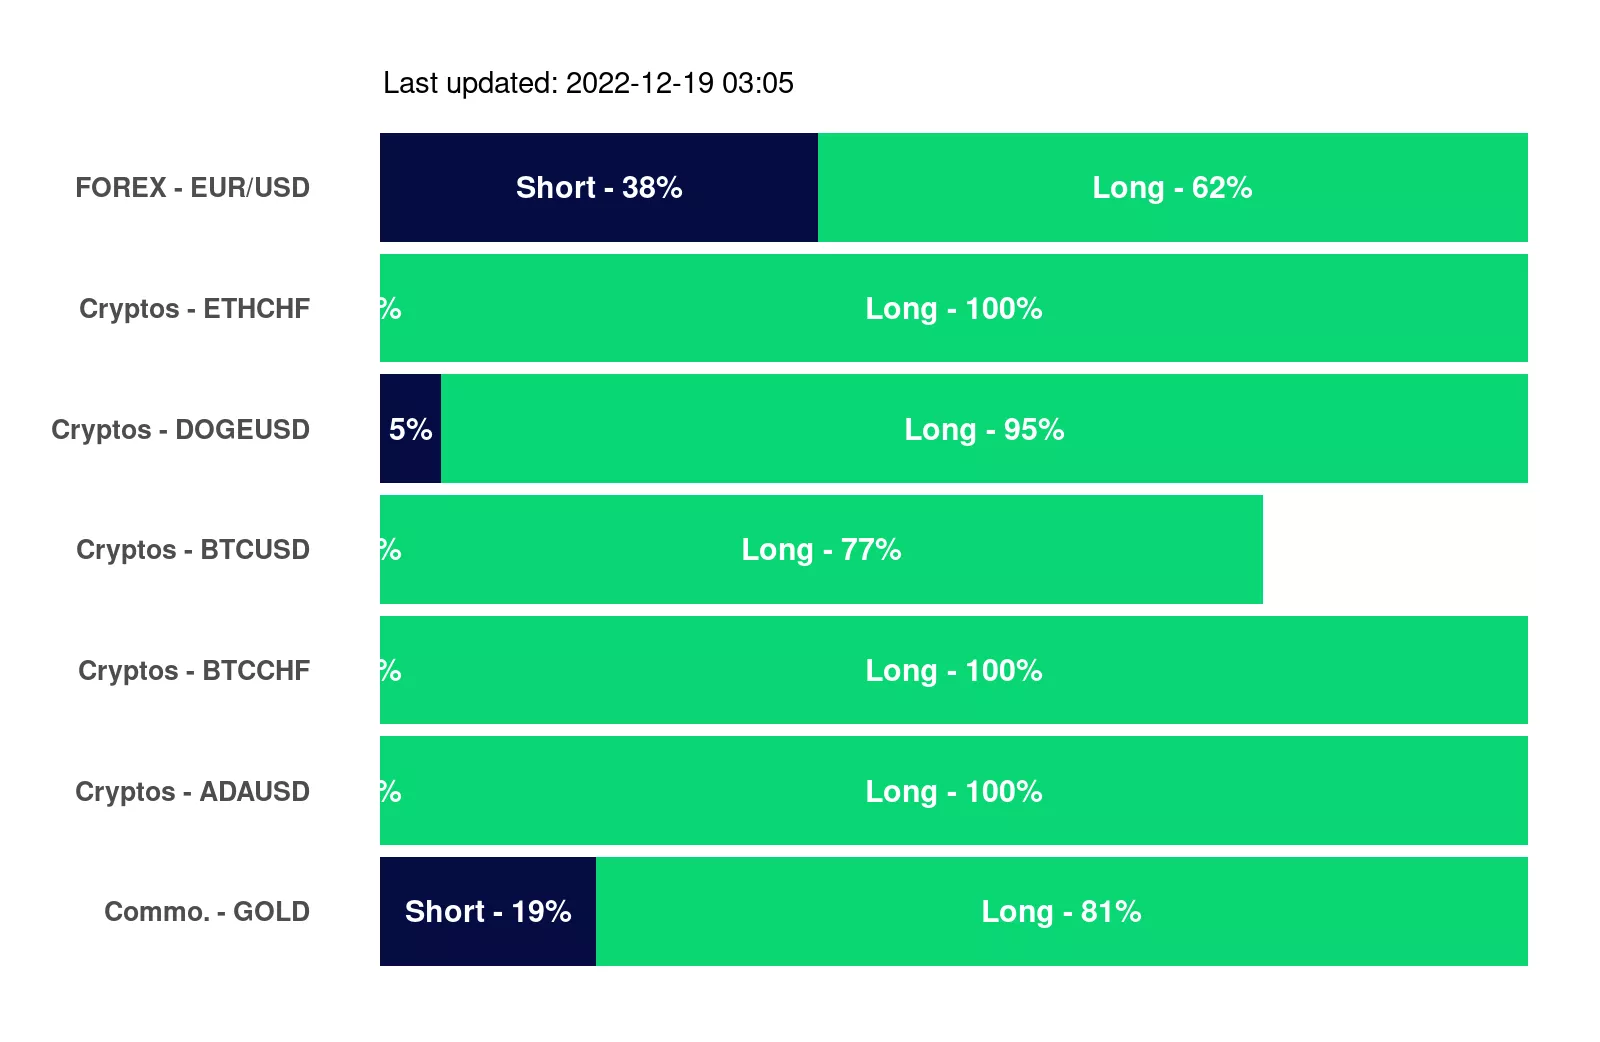 Last updated: 2022-12-19 03:05
FOREX - EUR/USD Short - 38% Long - 62%
Cryptos - ETHCHF % Long - 100%
Cryptos - DOGEUSD 5% Long - 95%
Cryptos - BTCUSD % Long - 77%
Cryptos - BTCCHF % Long - 100%
Cryptos - ADAUSD % Long - 100%
Commo. - GOLD Short - 19% Long - 81%